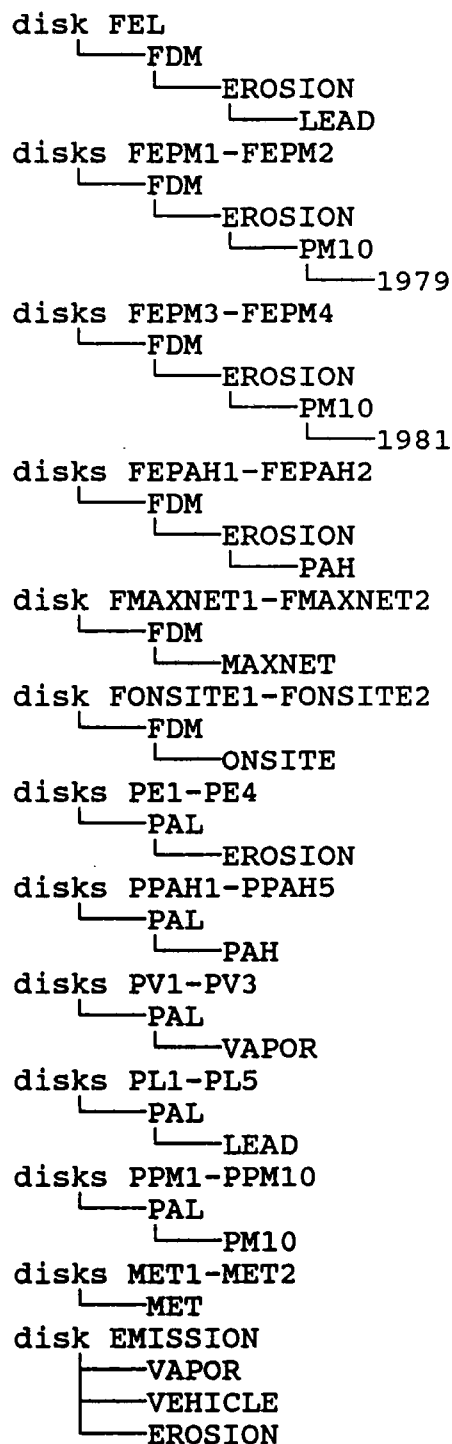 disk FEL
FDM
EROSION
LEAD
disks FEPM1-FEPM2
FDM
EROSION
PM10
1979
disks FEPM3-FEPM4
FDM
EROSION
PM10
1981
disks FEPAH1-FEPAH2
FDM
EROSION
PAH
disk FMAXNET1-FMAXNET2
FDM
MAXNET
disk FONSITE1-FONSITE2
FDM
ONSITE
disks PE1-PE4
PAL
EROSION
disks PPAH1-PPAH5
PAL
PAH
disks PV1-PV3
PAL
VAPOR
disks PL1-PL5
PAL
LEAD
disks PPM1-PPM10
PAL
PM10
disks MET1-MET2
MET
disk EMISSION
VAPOR
VEHICLE
EROSION